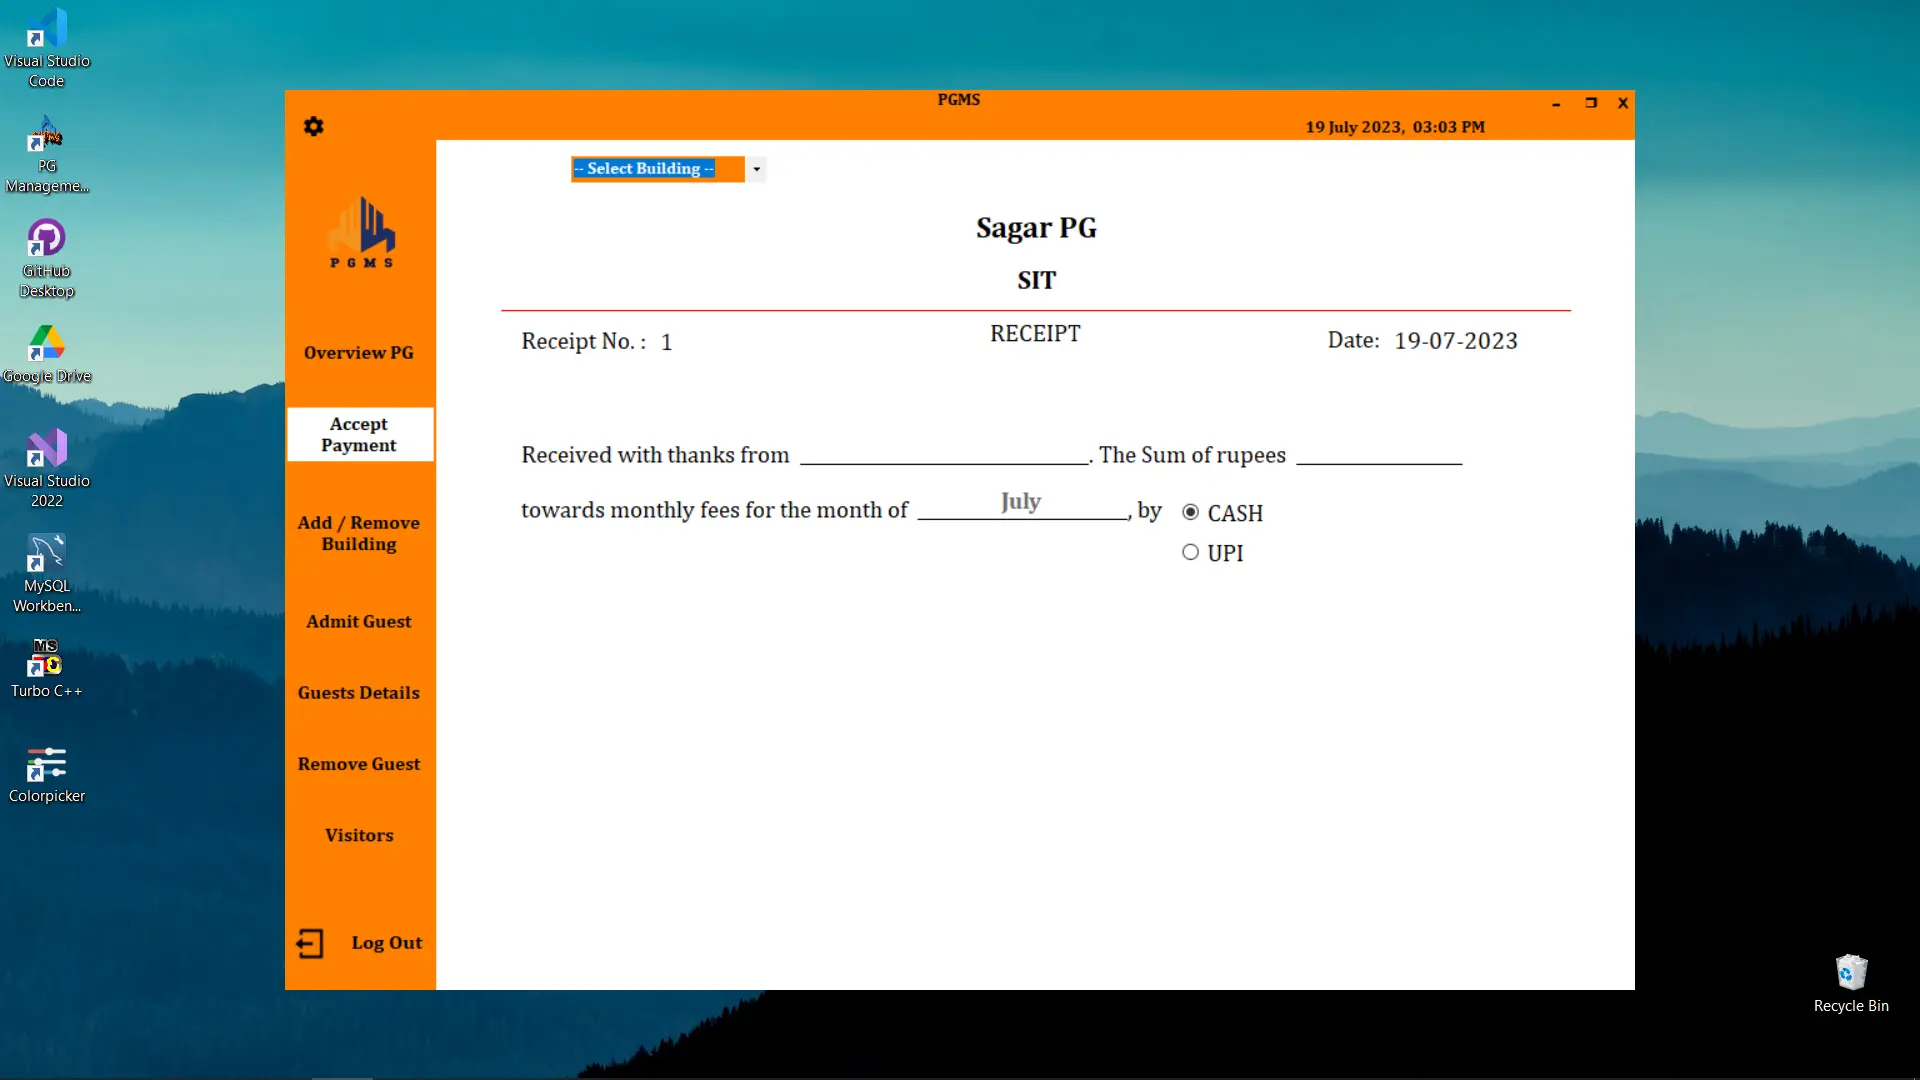 Visual Studio
Code
PG
Manageme...
GitHub
Desktop
Google Drive
Visual Studio
2022
MySQL
Workben...
MS
Turbo C++
Colorpicker
PGMS
19 July 2023, 03:03 PM
PGMS
Overview PG
Accept
Payment
Add / Remove
Building
Admit Guest
Guests Details
Remove Guest
Visitors
Log Out
-- Select Building --
Sagar PG
SIT
Receipt No. : 1
RECEIPT
Date: 19-07-2023
Received with thanks from ________. The Sum of rupees ________
towards monthly fees for the month of July, by CASH
UPI
Recycle Bin